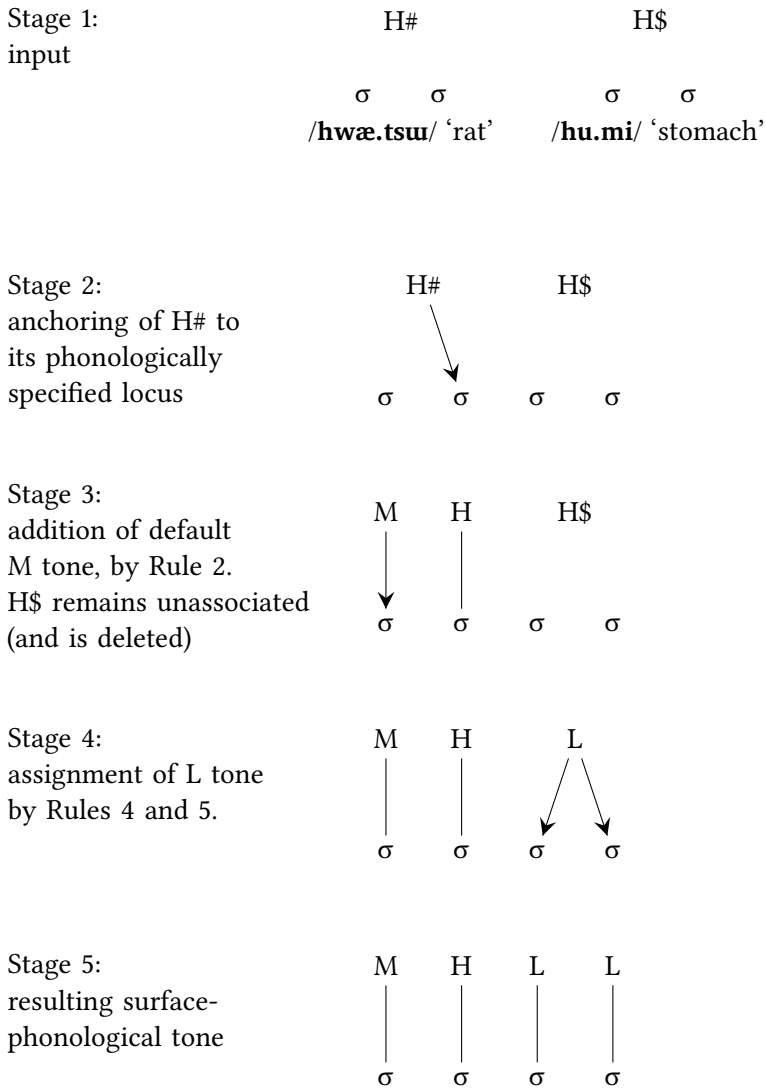 Stage 1:
input
H# H$
σ σ σ σ
/hwæ.tsɯ/ ‘rat’ /hu.mi/ ‘stomach’
Stage 2:
anchoring of H# to
its phonologically
specified locus
H# H$
σ σ σ σ
Stage 3:
addition of default
M tone, by Rule 2.
H$ remains unassociated
(and is deleted)
M H H$
σ σ σ σ
Stage 4:
assignment of L tone
by Rules 4 and 5.
M H L
σ σ σ σ
Stage 5:
resulting surface-
phonological tone
M H L L
σ σ σ σ